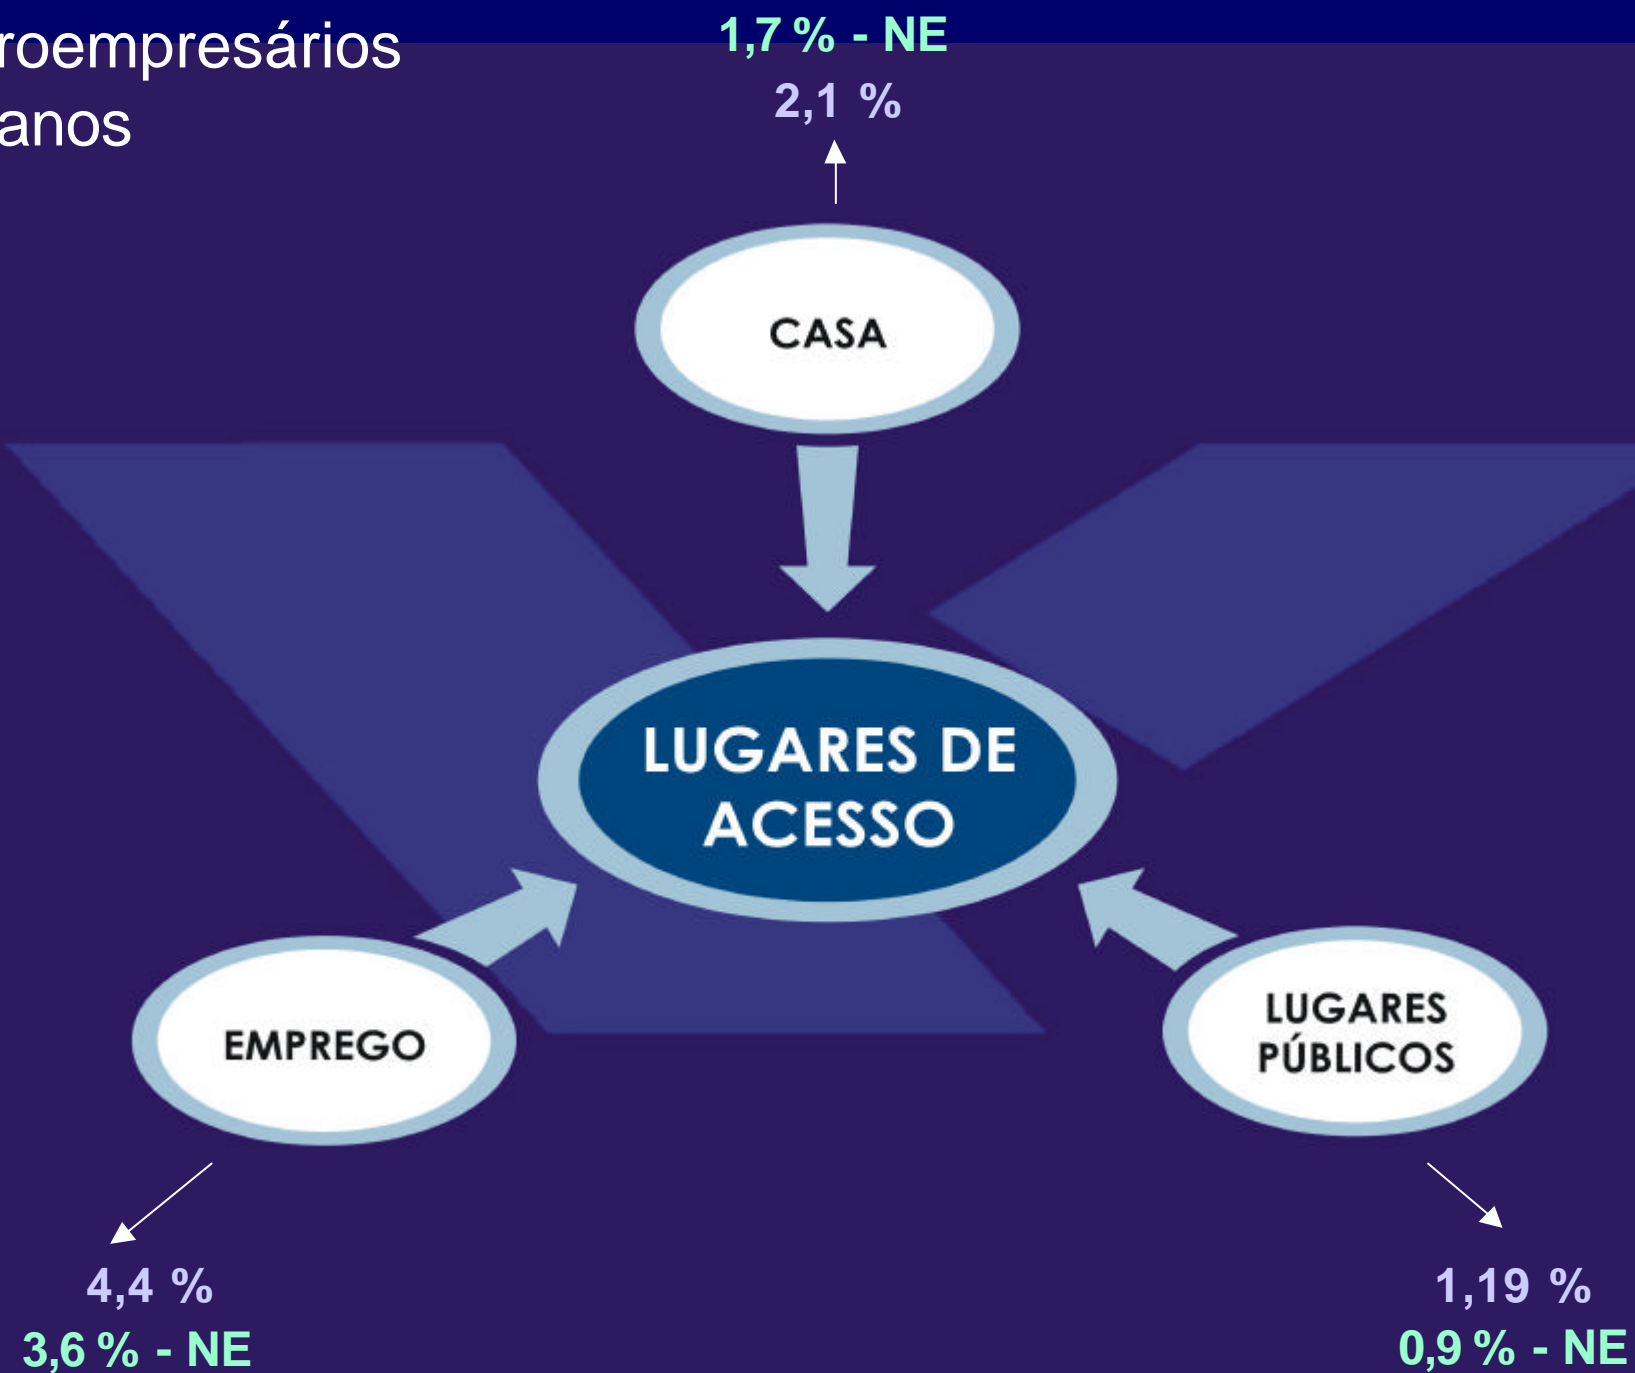 roempresários
anos
1,7 % - NE
2,1 %
CASA
LUGARES DE
ACESSO
EMPREGO
LUGARES
PÚBLICOS
4,4 %
3,6 % - NE
1,19 %
0,9 % - NE